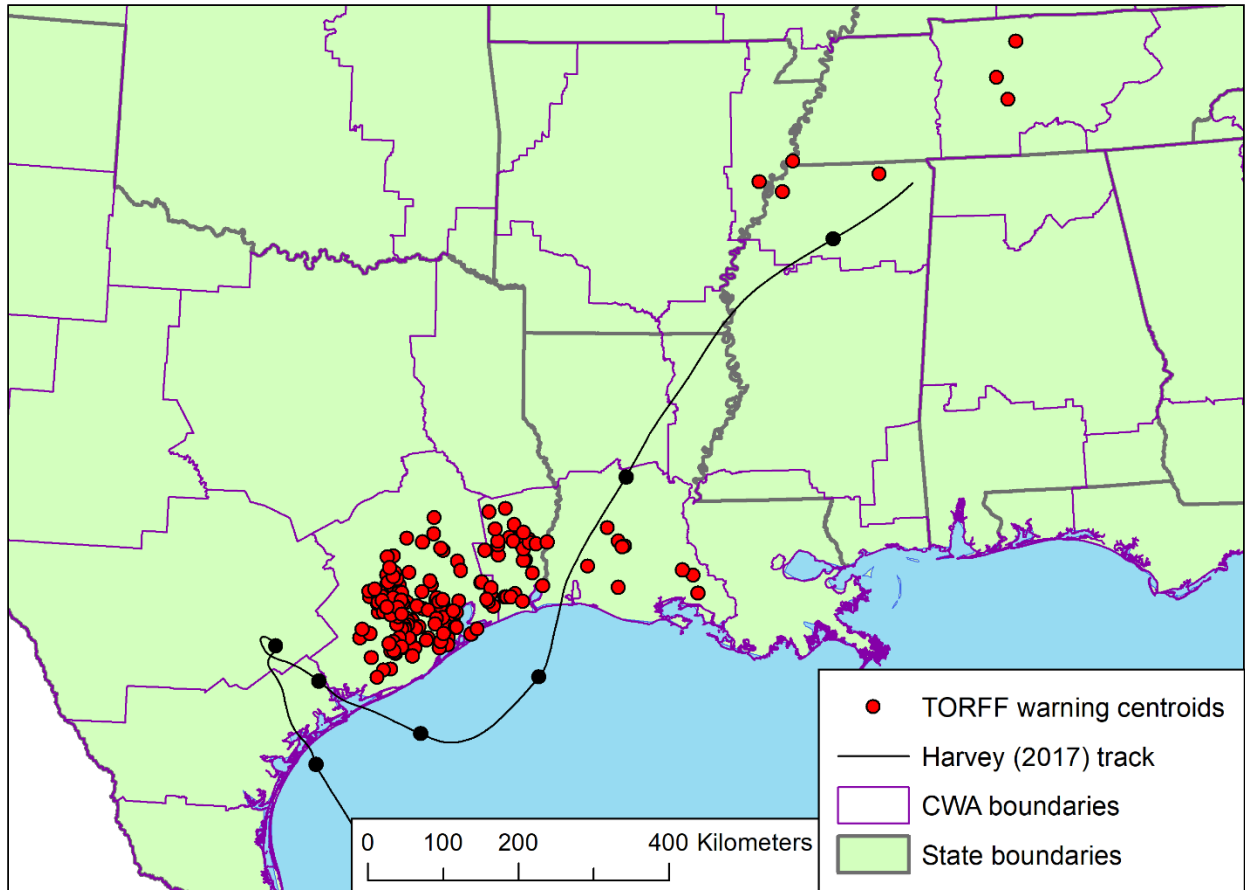 TORFF warning centroids
Harvey (2017) track
CWA boundaries
State boundaries
0 100 200 400 Kilometers